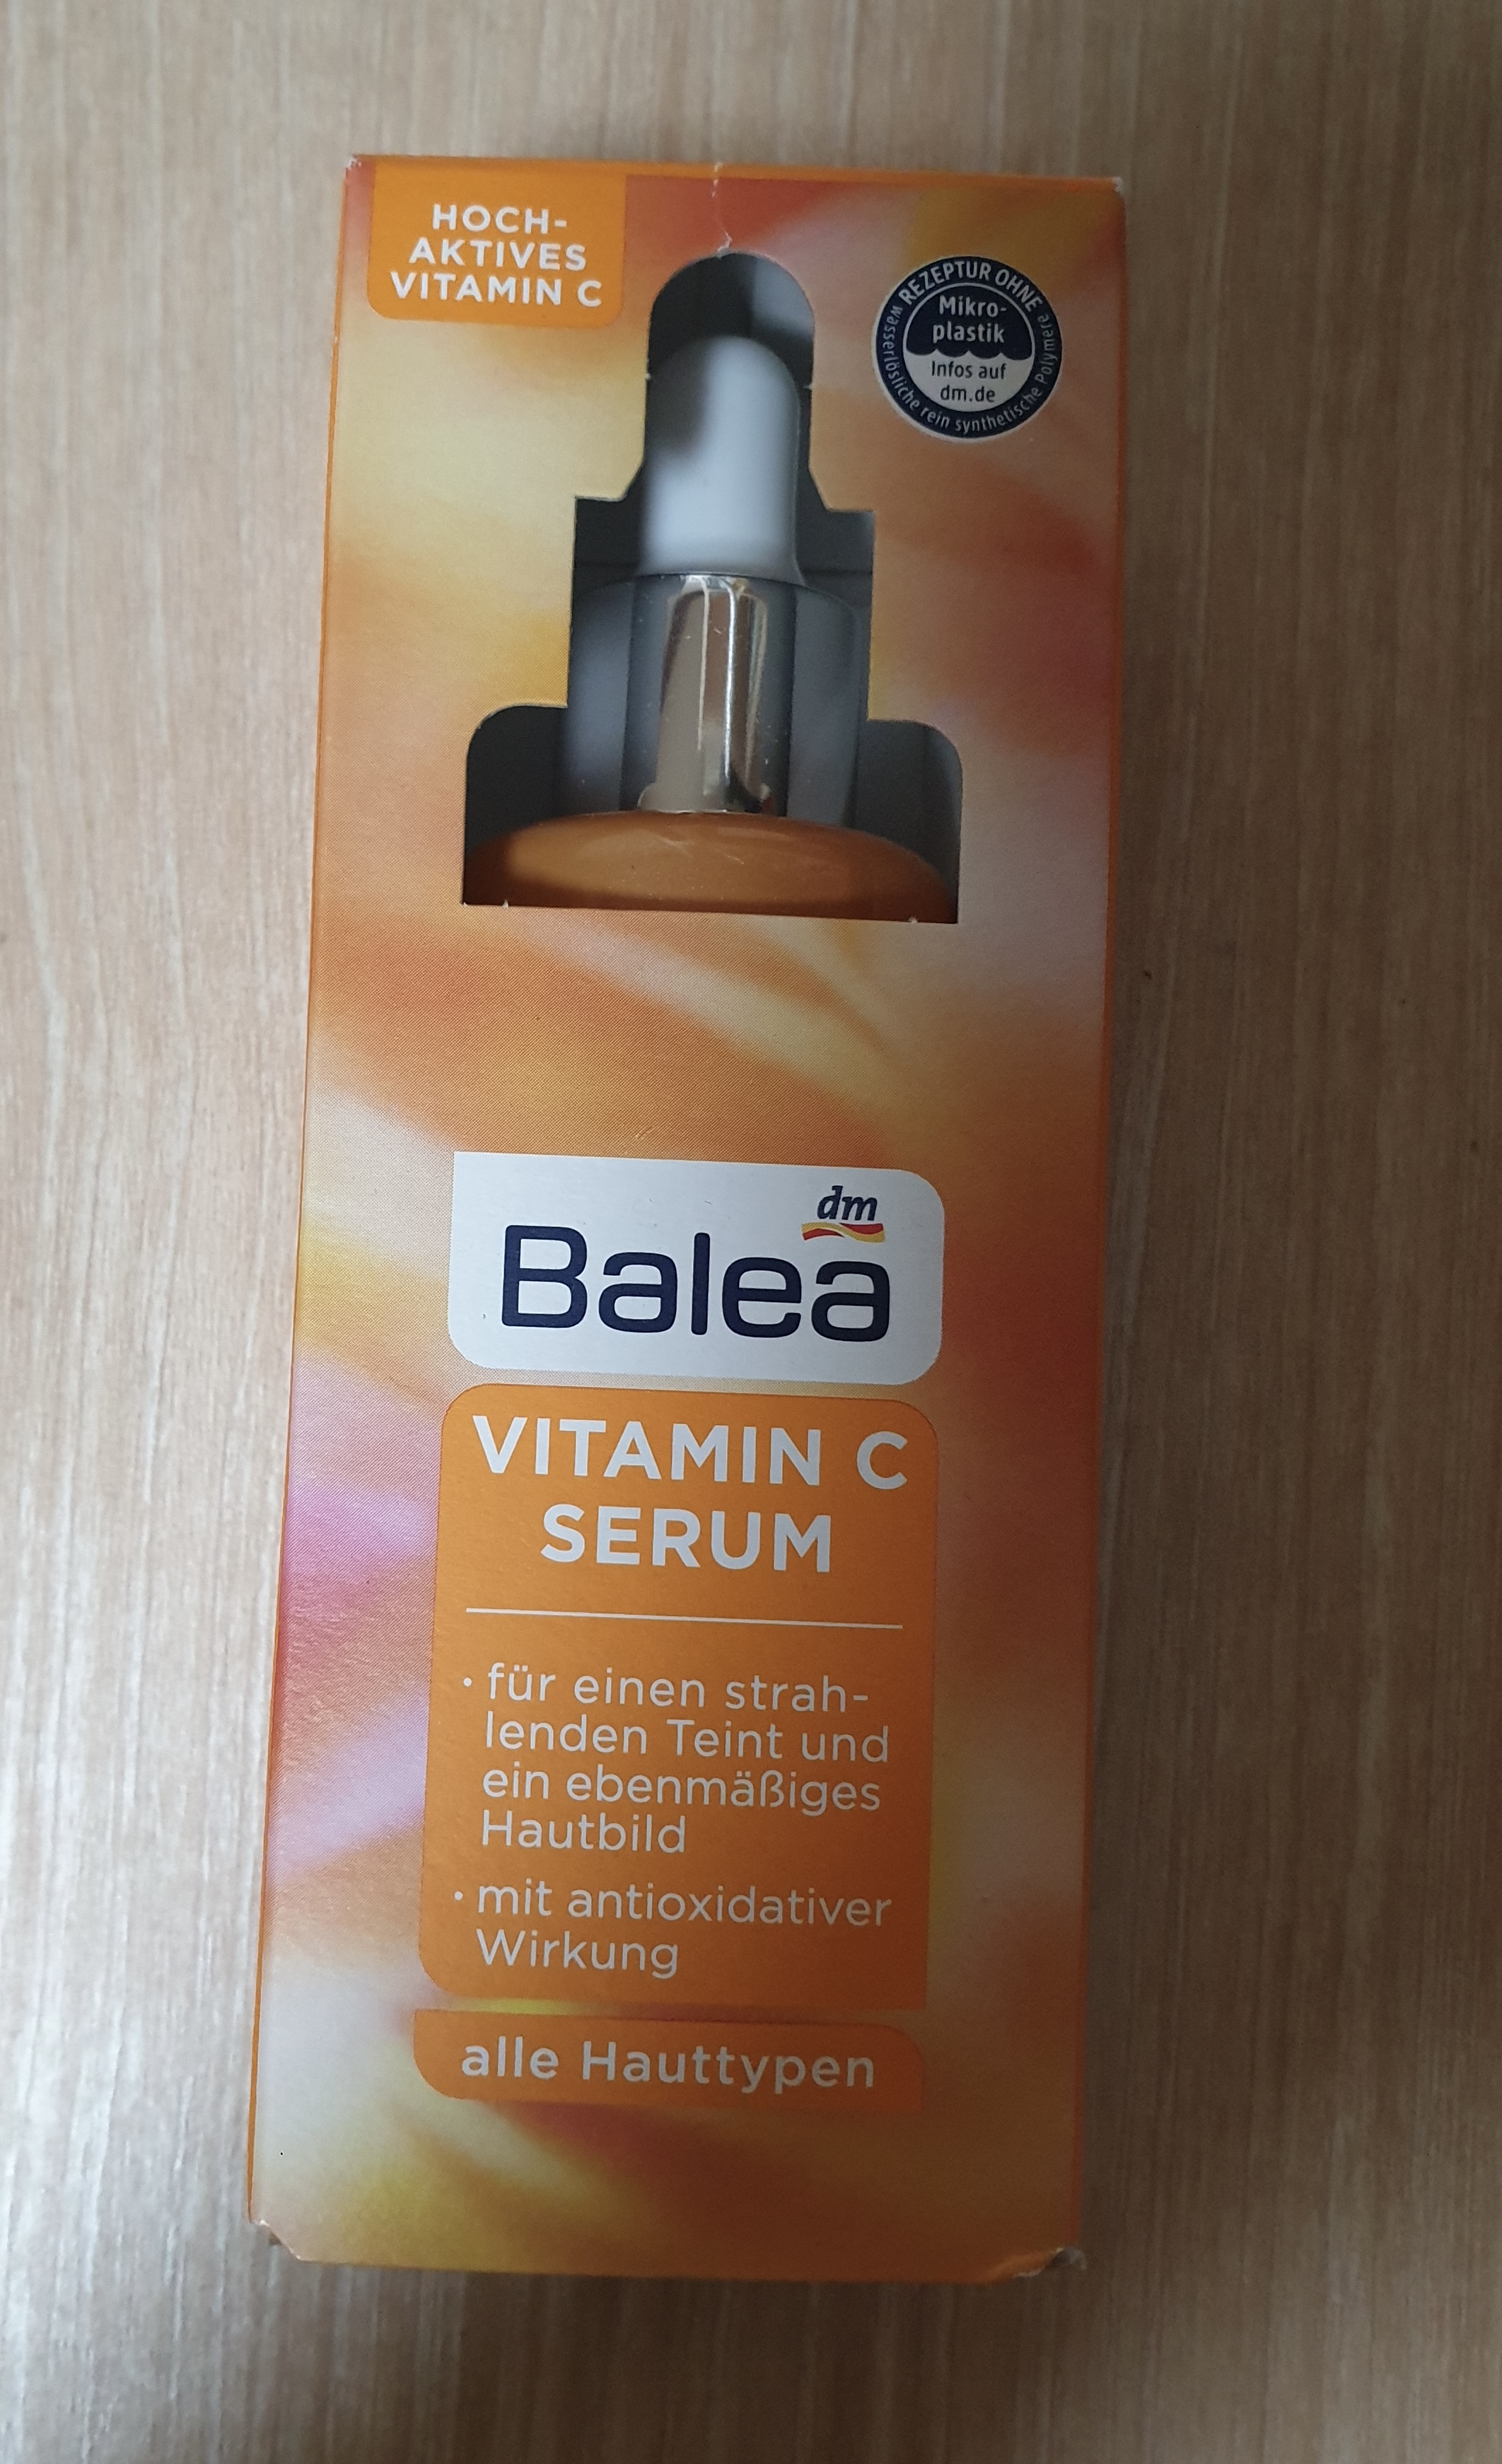 HOCH-
AKTIVES
VITAMIN C
REZEPTUR OHNE
Mikro-
plastik
Infos auf
dm.de
wasserlösliche rein synthetische Polymere
dm
Balea
VITAMIN C
SERUM
· für einen strah-
lenden Teint und
ein ebenmäßiges
Hautbild
· mit antioxidativer
Wirkung
alle Hauttypen